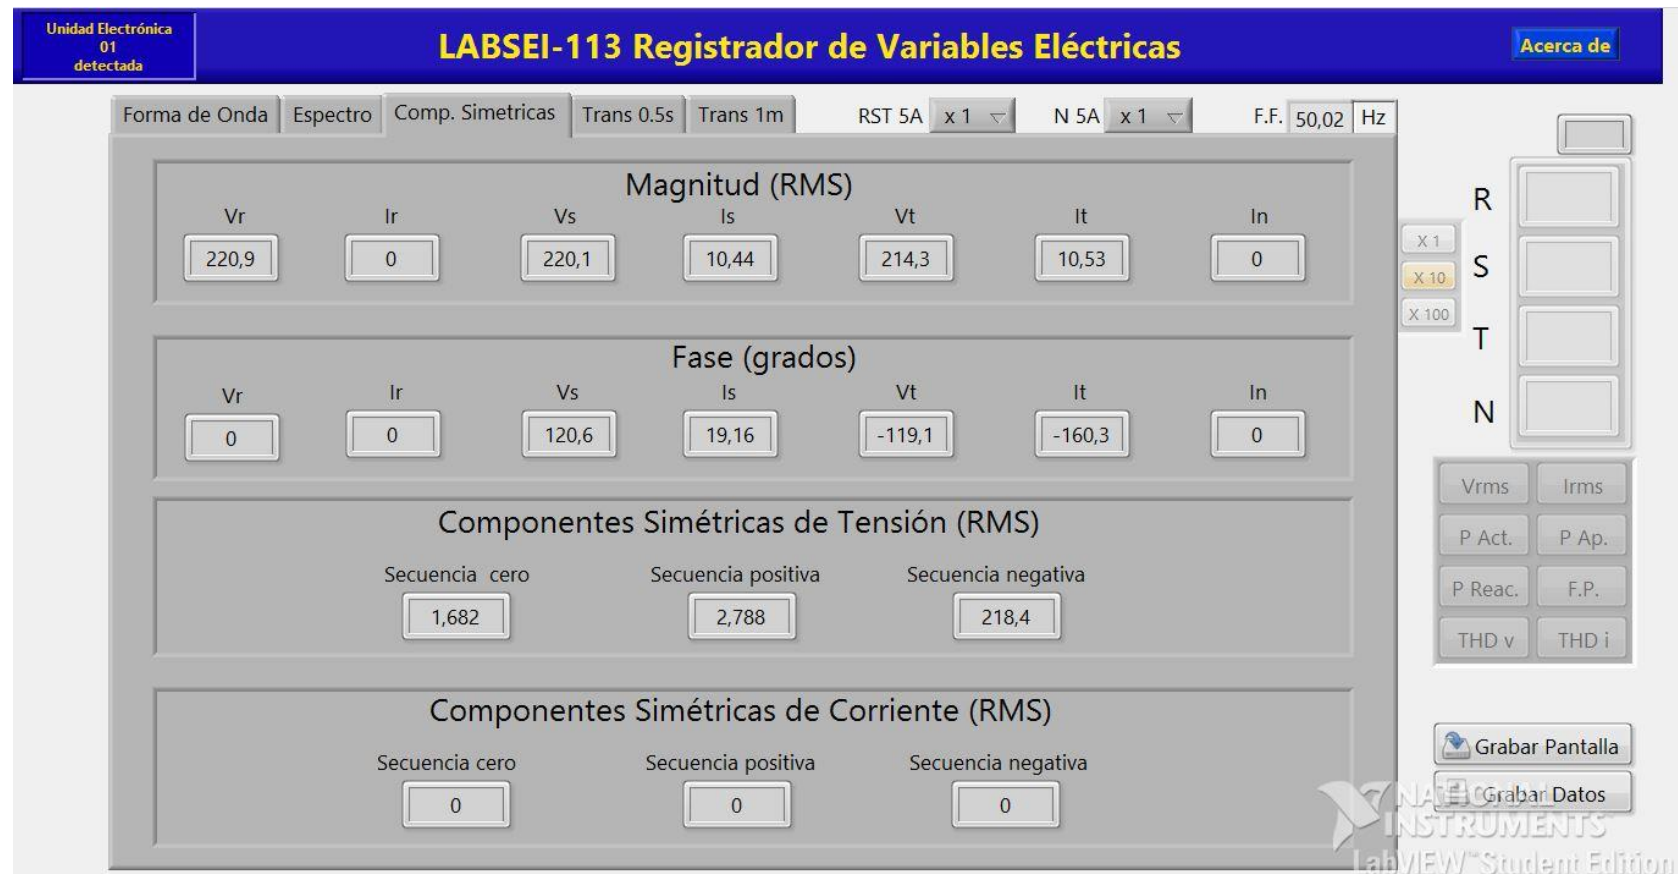 Unidad Electrónica
01
detectada
LABSEI-113 Registrador de Variables Eléctricas
Acerca de
Forma de Onda Espectro Comp. Simetricas Trans 0.5s Trans 1m RST 5A x 1 N 5A x 1 F.F. 50,02 Hz
Magnitud (RMS)
Vr Ir Vs Is Vt It In
220,9 0 220,1 10,44 214,3 10,53 0
Fase (grados)
Vr Ir Vs Is Vt It In
0 0 120,6 19,16 -119,1 -160,3 0
Componentes Simétricas de Tensión (RMS)
Secuencia cero Secuencia positiva Secuencia negativa
1,682 2,788 218,4
Componentes Simétricas de Corriente (RMS)
Secuencia cero Secuencia positiva Secuencia negativa
0 0 0
X 1
X 10
X 100
R
S
T
N
Vrms Irms
P Act. P Ap.
P Reac. F.P.
THD v THD i
Grabar Pantalla
Grabar Datos
NATIONAL
INSTRUMENTS
LabVIEW™ Student Edition